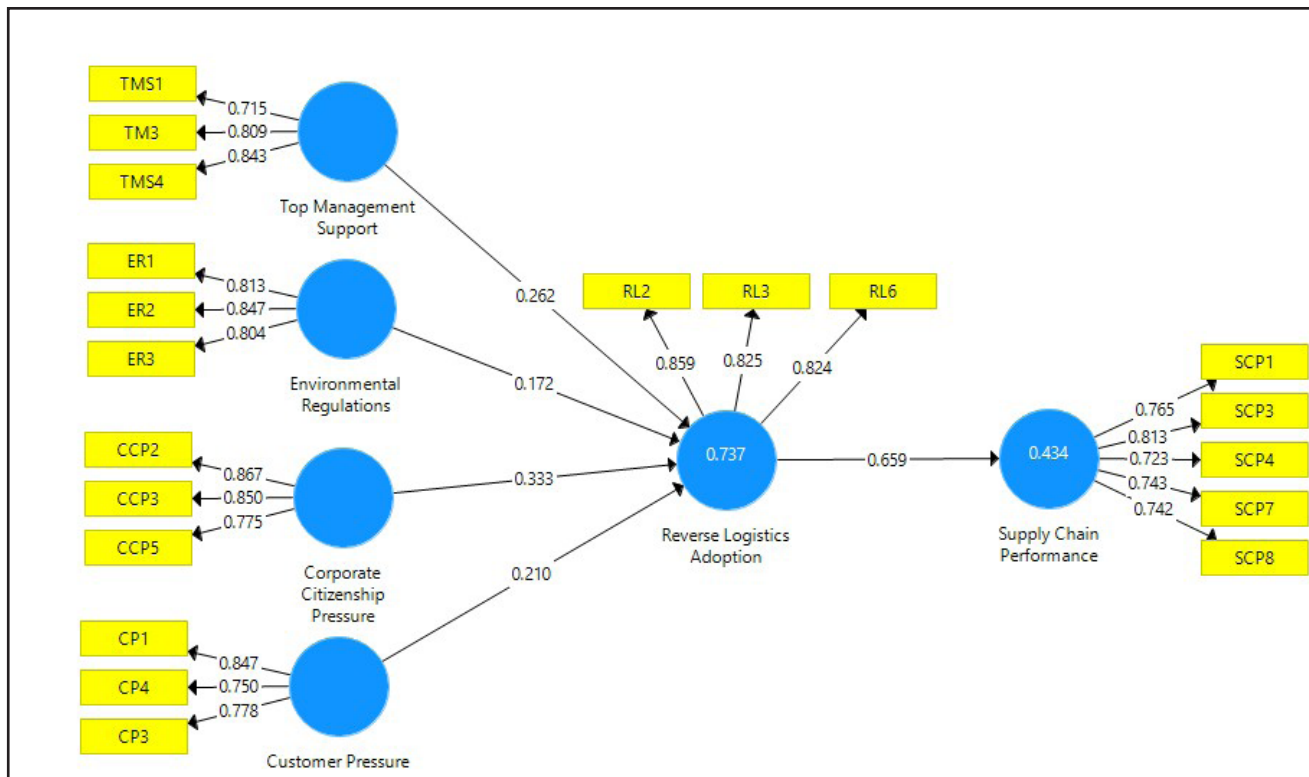 TMS1
0.715
TM3
0.809
TMS4
0.843
Top Management
Support
ER1
0.813
ER2
0.847
ER3
0.804
Environmental
Regulations
CCP2
0.867
CCP3
0.850
CCP5
0.775
Corporate
Citizenship
Pressure
CP1
0.847
CP4
0.750
CP3
0.778
Customer Pressure
0.262
0.172
0.333
0.210
RL2
RL3
RL6
0.859
0.825
0.824
0.737
Reverse Logistics
Adoption
0.659
0.434
Supply Chain
Performance
0.765
SCP1
0.813
SCP3
0.723
SCP4
0.743
SCP7
0.742
SCP8